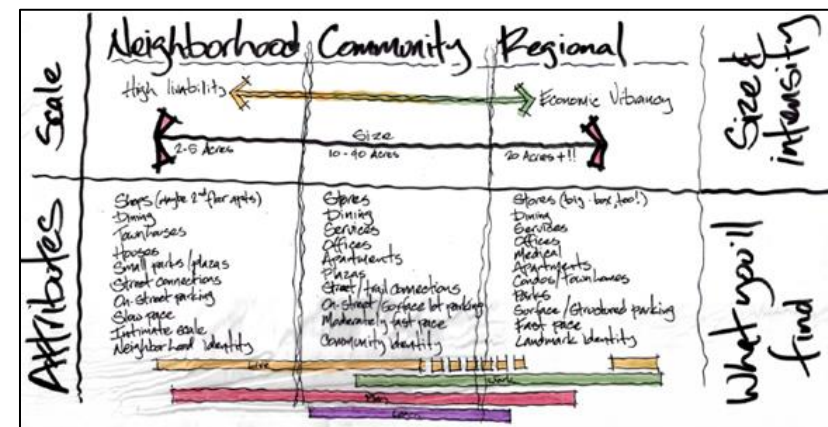 Neighborhood Community Regional
Scale
Size & intensity
High livability
Economic Vibrancy
Size
2-5 Acres
10-40 Acres
20 Acres +!!
Attributes
What you'll find
Shops (maybe 2nd floor apts)
Dining
Townhouses
Houses
Small parks/plazas
Street connections
On-street parking
Slow pace
Intimate scale
Neighborhood Identity
Stores
Dining
Services
Offices
Apartments
Plazas
Street/trail connections
On-street/surface lot parking
Moderately fast pace
Community Identity
Stores (big-box, too!)
Dining
Services
Offices
Medical
Apartments
Condos/Townhomes
Parks
Surface/Structured parking
Fast pace
Landmark Identity
Live
Work
Play